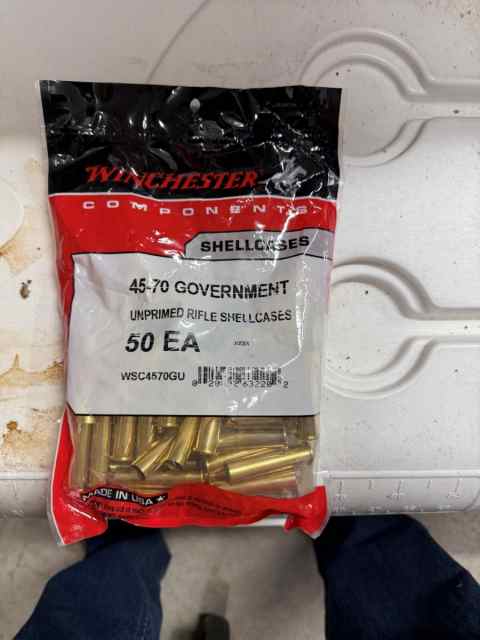 WINCHESTER
COMPONENTS
SHELLCASES
45-70 GOVERNMENT
UNPRIMED RIFLE SHELLCASES
50 EA
WSC4570GU
MADE IN USA